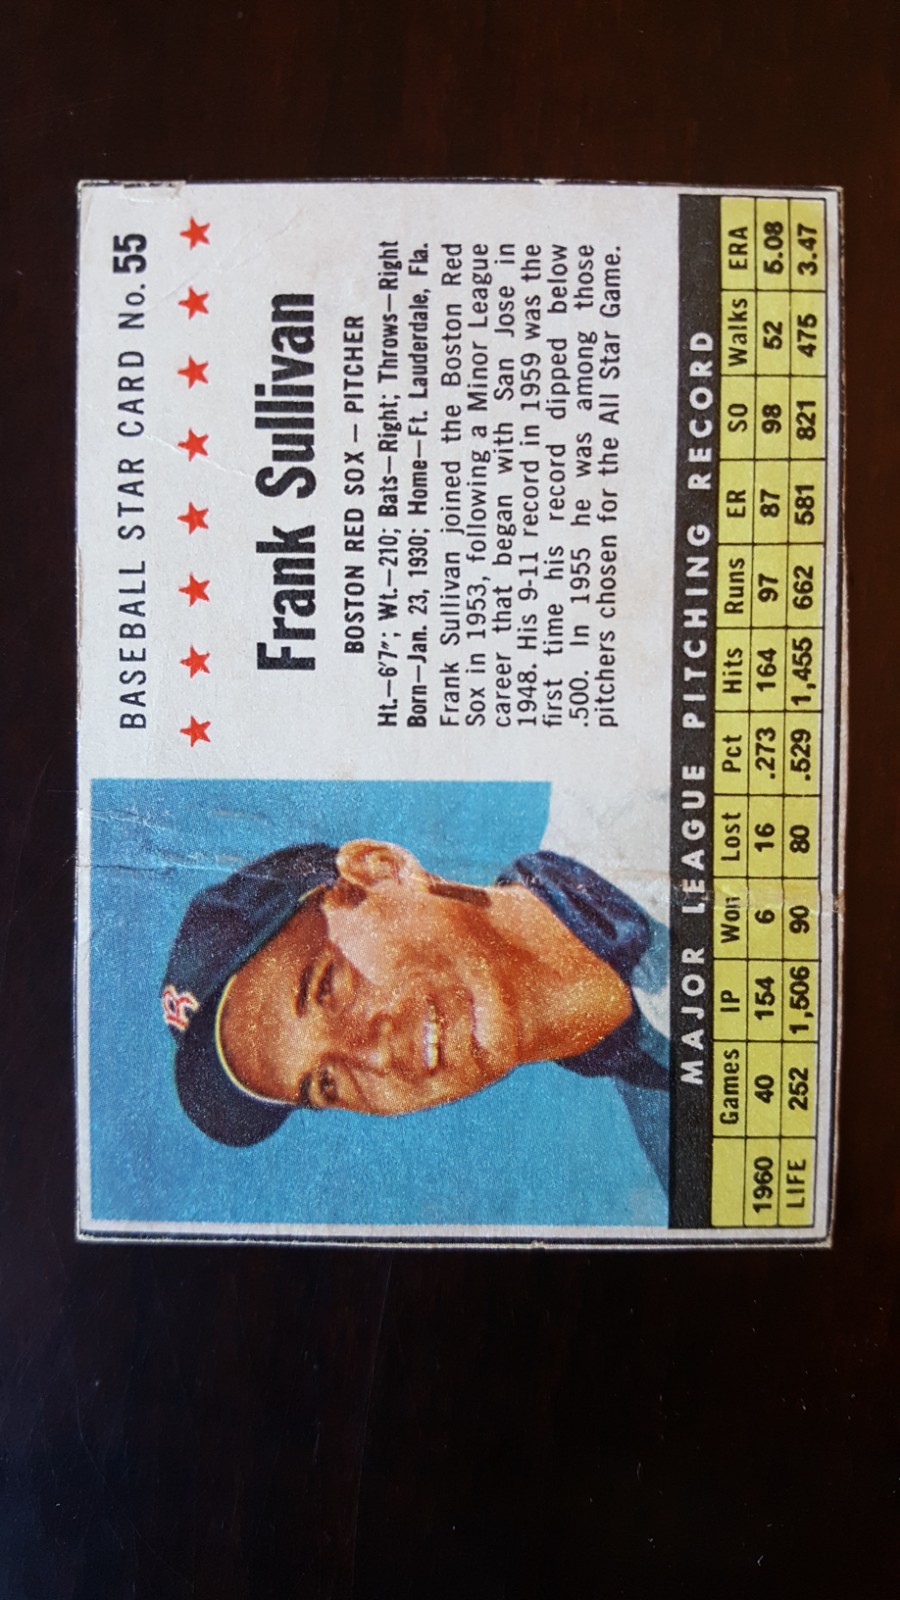 BASEBALL STAR CARD No. 55
Frank Sullivan
BOSTON RED SOX – PITCHER
Ht.–6'7"; Wt.–210; Bats–Right; Throws–Right
Born–Jan. 23, 1930; Home–Ft. Lauderdale, Fla.
Frank Sullivan joined the Boston Red
Sox in 1953, following a Minor League
career that began with San Jose in
1948. His 9-11 record in 1959 was the
first time his record dipped below
.500. In 1955 he was among those
pitchers chosen for the All Star Game.
MAJOR LEAGUE PITCHING RECORD
Games IP Won Lost Pct Hits Runs ER SO Walks ERA
1960 40 154 6 16 .273 164 97 87 98 52 5.08
LIFE 252 1,506 90 80 .529 1,455 662 581 821 475 3.47